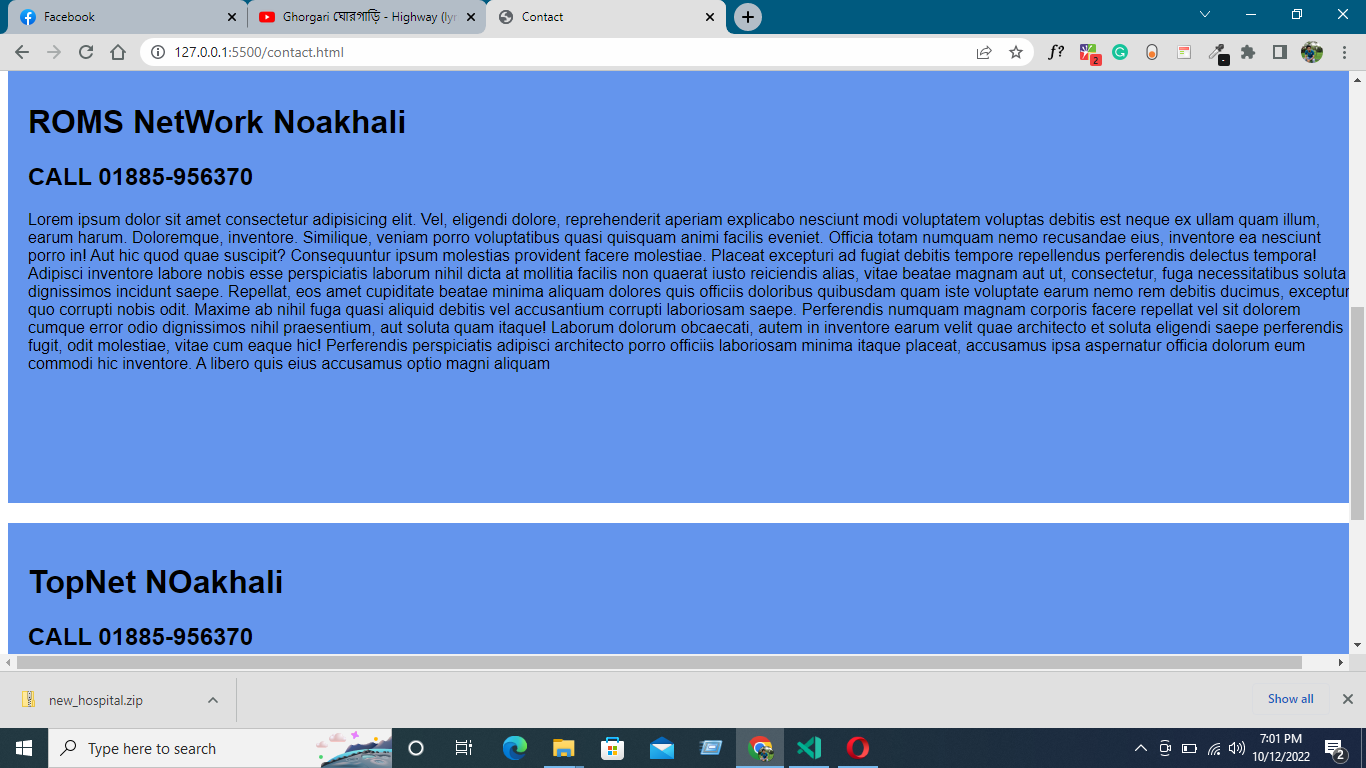 Facebook
Ghorgari ঘোরগাড়ি - Highway (lyr
Contact
127.0.0.1:5500/contact.html
f?
2
ROMS NetWork Noakhali
CALL 01885-956370
Lorem ipsum dolor sit amet consectetur adipisicing elit. Vel, eligendi dolore, reprehenderit aperiam explicabo nesciunt modi voluptatem voluptas debitis est neque ex ullam quam illum,
earum harum. Doloremque, inventore. Similique, veniam porro voluptatibus quasi quisquam animi facilis eveniet. Officia totam numquam nemo recusandae eius, inventore ea nesciunt
porro in! Aut hic quod quae suscipit? Consequuntur ipsum molestias provident facere molestiae. Placeat excepturi ad fugiat debitis tempore repellendus perferendis delectus tempora!
Adipisci inventore labore nobis esse perspiciatis laborum nihil dicta at mollitia facilis non quaerat iusto reiciendis alias, vitae beatae magnam aut ut, consectetur, fuga necessitatibus soluta
dignissimos incidunt saepe. Repellat, eos amet cupiditate beatae minima aliquam dolores quis officiis doloribus quibusdam quam iste voluptate earum nemo rem debitis ducimus, exceptur
quo corrupti nobis odit. Maxime ab nihil fuga quasi aliquid debitis vel accusantium corrupti laboriosam saepe. Perferendis numquam magnam corporis facere repellat vel sit dolorem
cumque error odio dignissimos nihil praesentium, aut soluta quam itaque! Laborum dolorum obcaecati, autem in inventore earum velit quae architecto et soluta eligendi saepe perferendis
fugit, odit molestiae, vitae cum eaque hic! Perferendis perspiciatis adipisci architecto porro officiis laboriosam minima itaque placeat, accusamus ipsa aspernatur officia dolorum eum
commodi hic inventore. A libero quis eius accusamus optio magni aliquam
TopNet NOakhali
CALL 01885-956370
new_hospital.zip
Show all
Type here to search
7:01 PM
10/12/2022
2